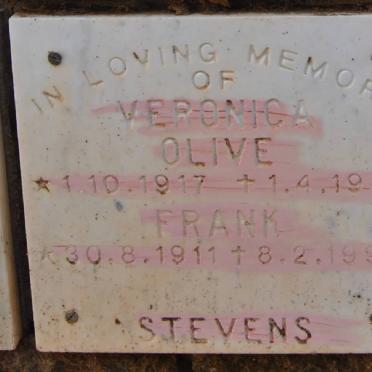 IN LOVING MEMOR
OF
VERONICA
OLIVE
★ 1.10.1917 ✝ 1.4.19
FRANK
★ 30.8.1911 ✝ 8.2.199
STEVENS